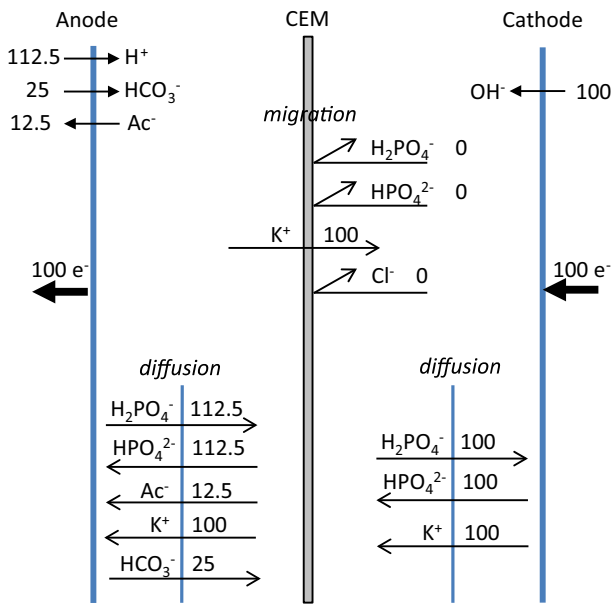 Anode CEM Cathode
112.5 H⁺
25 HCO₃⁻ OH⁻ 100
12.5 Ac⁻
migration
H₂PO₄⁻ 0
HPO₄²⁻ 0
K⁺ 100
100 e⁻ Cl⁻ 0 100 e⁻
diffusion diffusion
H₂PO₄⁻ 112.5
HPO₄²⁻ 112.5 H₂PO₄⁻ 100
Ac⁻ 12.5 HPO₄²⁻ 100
K⁺ 100 K⁺ 100
HCO₃⁻ 25